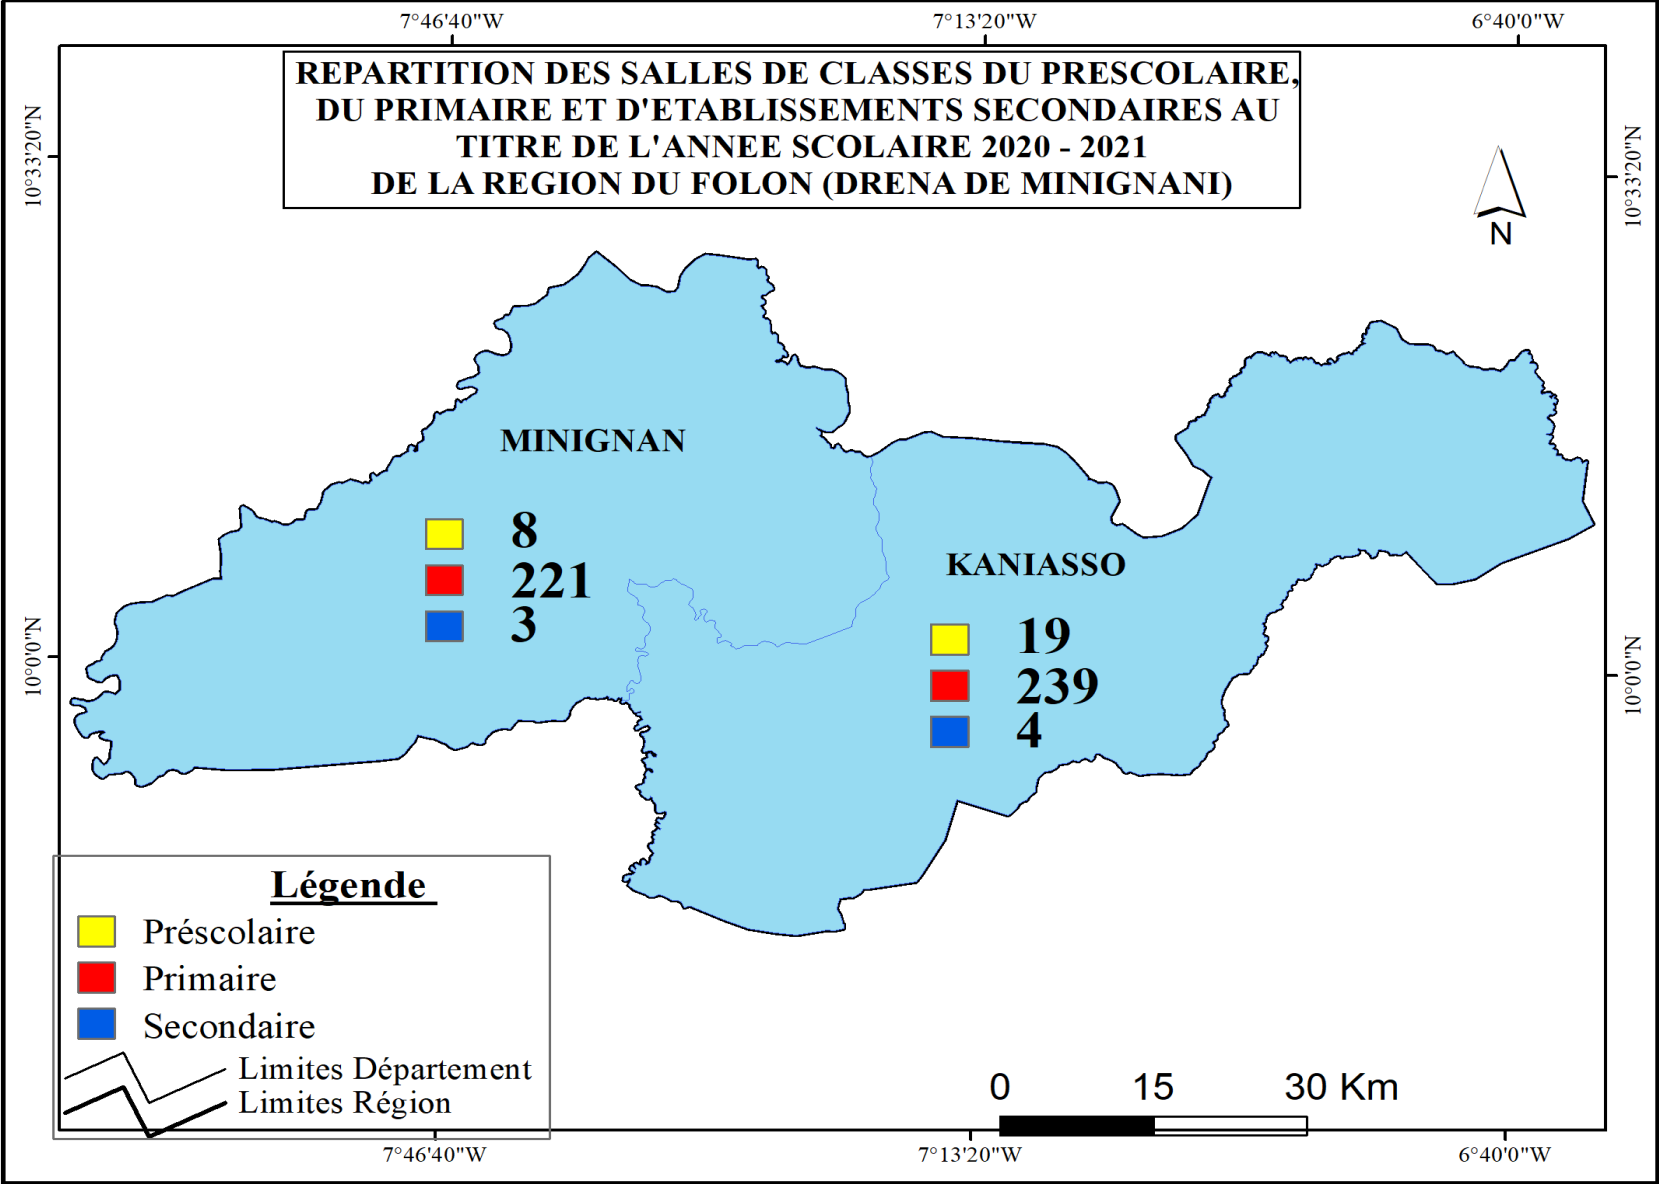 7°46'40"W 7°13'20"W 6°40'0"W
REPARTITION DES SALLES DE CLASSES DU PRESCOLAIRE,
DU PRIMAIRE ET D'ETABLISSEMENTS SECONDAIRES AU
TITRE DE L'ANNEE SCOLAIRE 2020 - 2021
DE LA REGION DU FOLON (DRENA DE MINIGNANI)
10°33'20"N
10°33'20"N
N
MINIGNAN
8
221
3
KANIASSO
19
239
4
10°0'0"N
10°0'0"N
Légende
Préscolaire
Primaire
Secondaire
Limites Département
Limites Région
0 15 30 Km
7°46'40"W 7°13'20"W 6°40'0"W